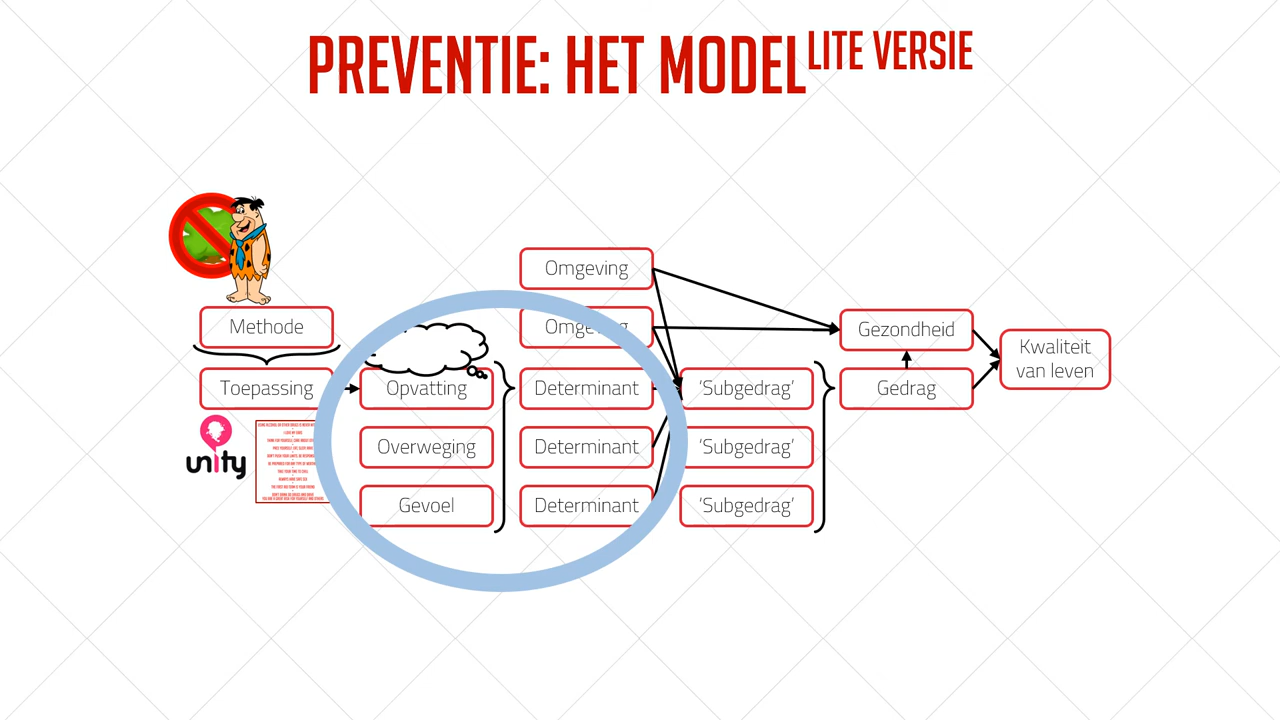 PREVENTIE: HET MODEL LITE VERSIE
Omgeving
Methode
Omgeving
Gezondheid
Kwaliteit
van leven
Toepassing
Opvatting
Determinant
'Subgedrag'
Gedrag
unity
Overweging
Determinant
'Subgedrag'
Gevoel
Determinant
'Subgedrag'